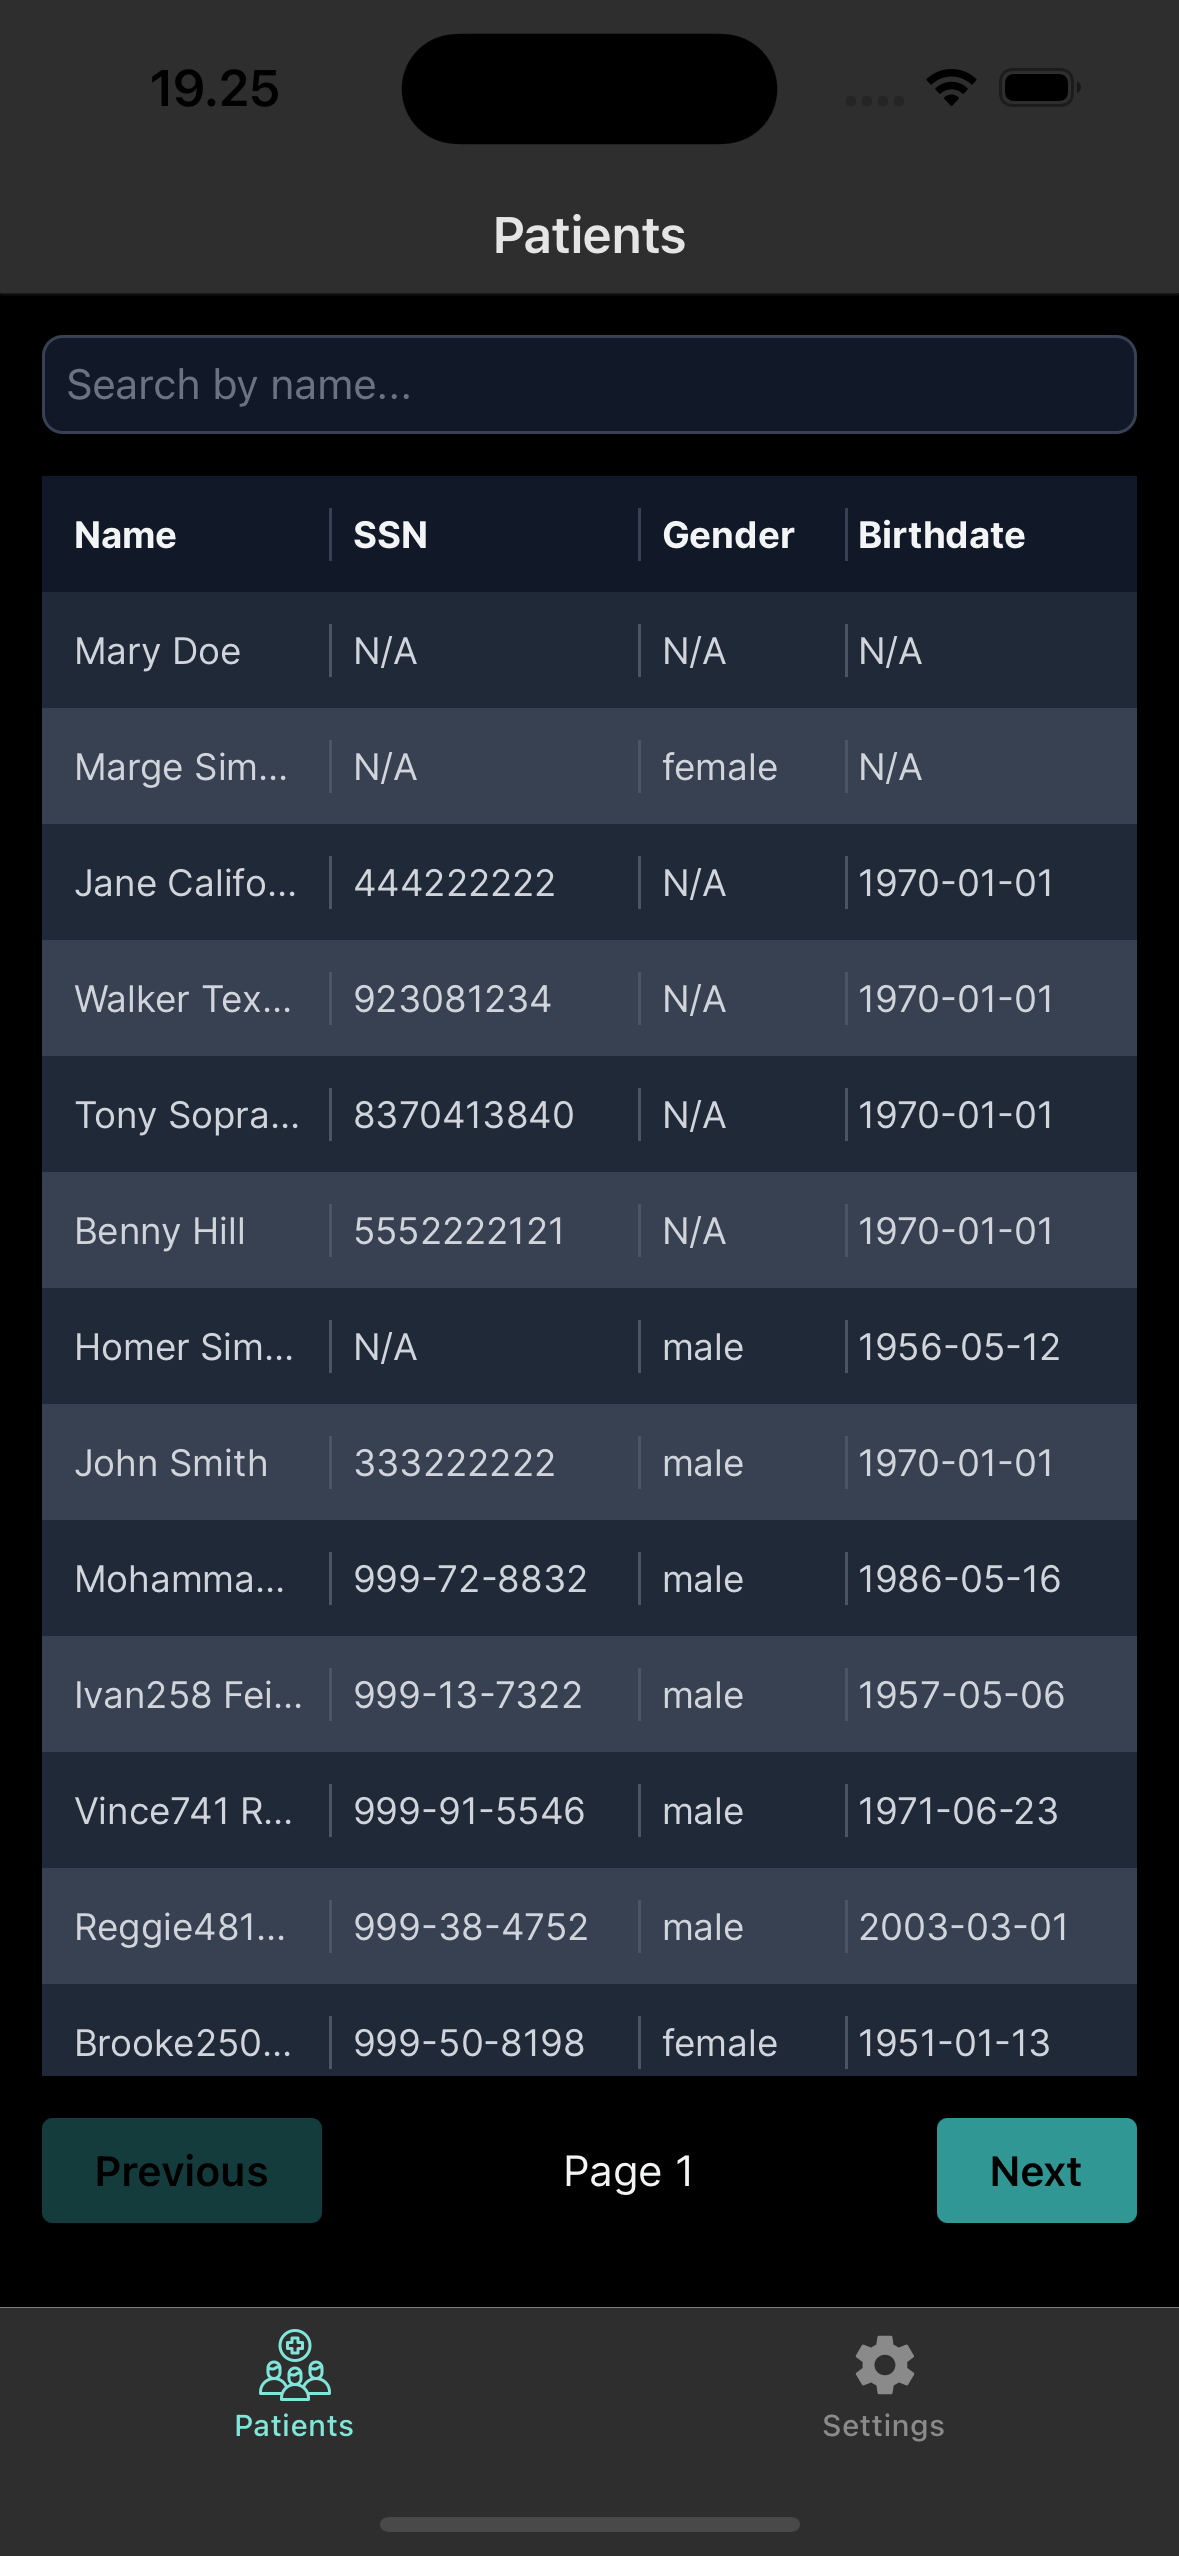 19.25
Patients
Search by name...
Name SSN Gender Birthdate
Mary Doe N/A N/A N/A
Marge Sim... N/A female N/A
Jane Califo... 444222222 N/A 1970-01-01
Walker Tex... 923081234 N/A 1970-01-01
Tony Sopra... 8370413840 N/A 1970-01-01
Benny Hill 5552222121 N/A 1970-01-01
Homer Sim... N/A male 1956-05-12
John Smith 333222222 male 1970-01-01
Mohamma... 999-72-8832 male 1986-05-16
Ivan258 Fei... 999-13-7322 male 1957-05-06
Vince741 R... 999-91-5546 male 1971-06-23
Reggie481... 999-38-4752 male 2003-03-01
Brooke250... 999-50-8198 female 1951-01-13
Previous Page 1 Next
Patients Settings